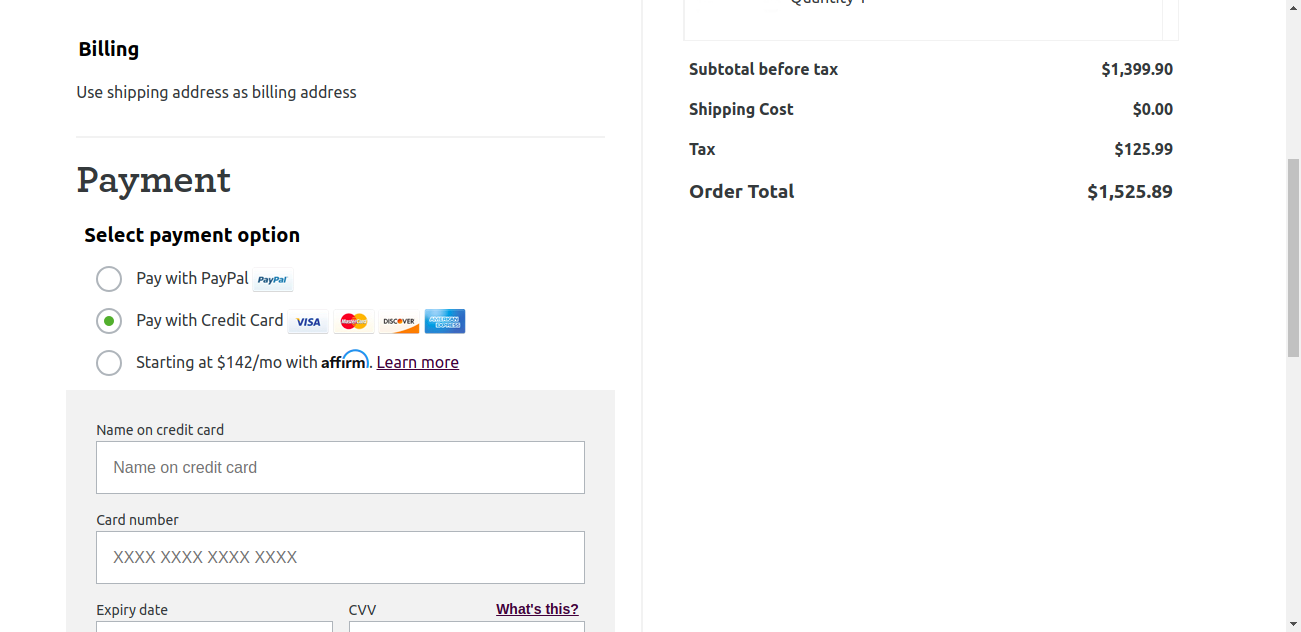 Billing
Use shipping address as billing address
Payment
Select payment option
Pay with PayPal PayPal
Pay with Credit Card VISA MasterCard DISCOVER AMERICAN EXPRESS
Starting at $142/mo with affirm. Learn more
Name on credit card
Name on credit card
Card number
XXXX XXXX XXXX XXXX
Expiry date CVV What's this?
Quantity 1
Subtotal before tax $1,399.90
Shipping Cost $0.00
Tax $125.99
Order Total $1,525.89